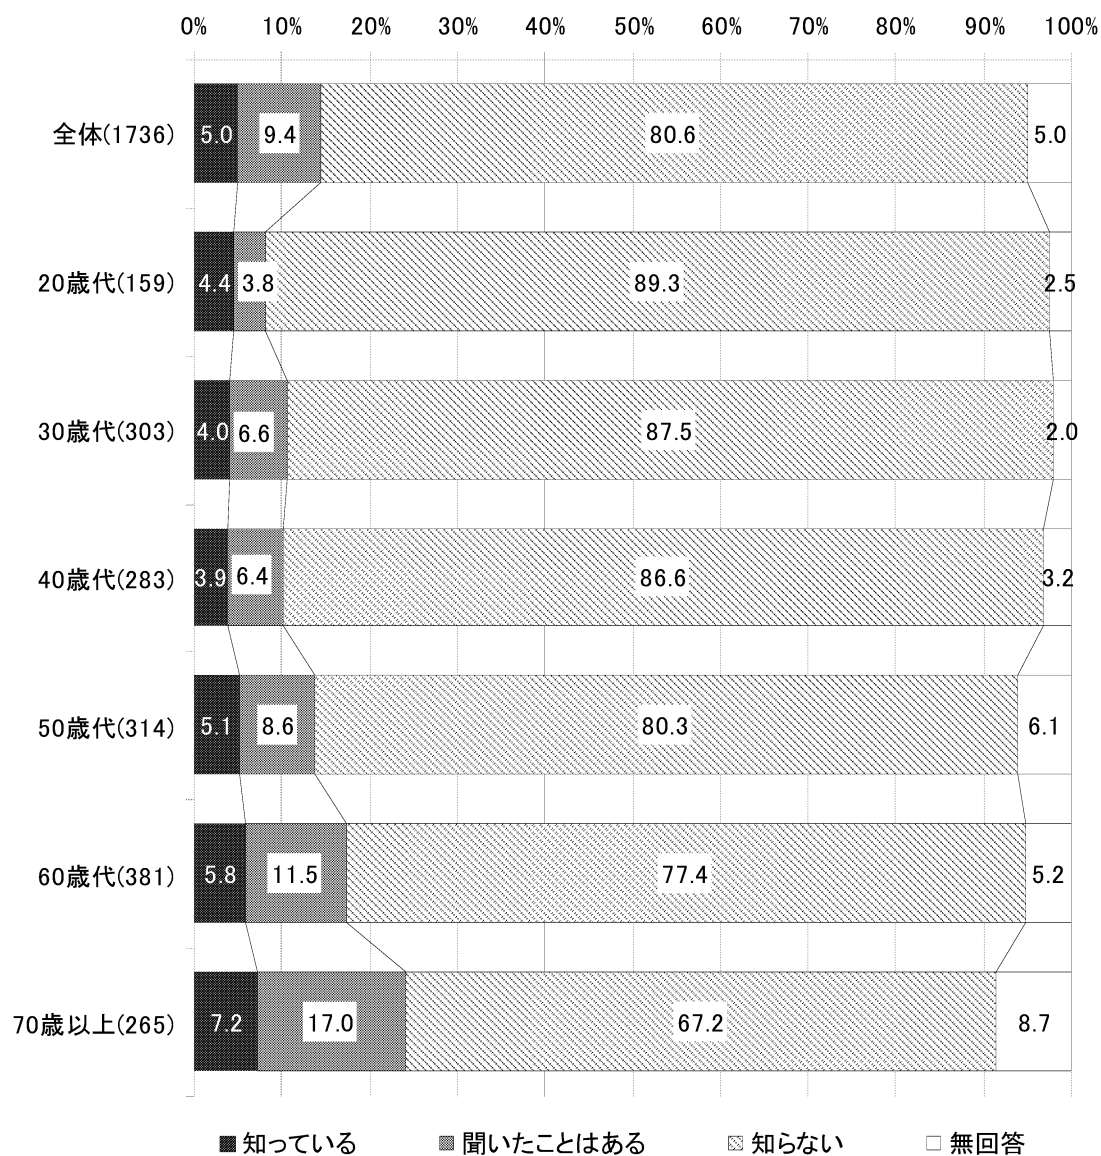 0% 10% 20% 30% 40% 50% 60% 70% 80% 90% 100%
全体(1736) 5.0 9.4 80.6 5.0
20歳代(159) 4.4 3.8 89.3 2.5
30歳代(303) 4.0 6.6 87.5 2.0
40歳代(283) 3.9 6.4 86.6 3.2
50歳代(314) 5.1 8.6 80.3 6.1
60歳代(381) 5.8 11.5 77.4 5.2
70歳以上(265) 7.2 17.0 67.2 8.7
知っている 聞いたことはある 知らない 無回答